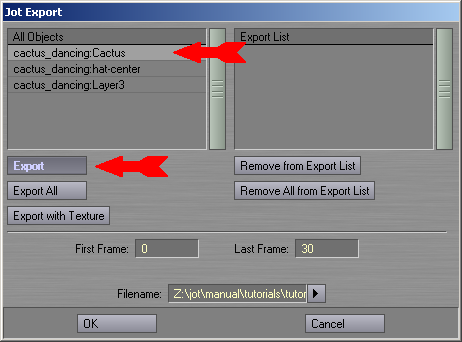 Jot Export
All Objects
Export List
cactus_dancing:Cactus
cactus_dancing:hat-center
cactus_dancing:Layer3
Export
Remove from Export List
Export All
Remove All from Export List
Export with Texture
First Frame: 0
Last Frame: 30
Filename: Z:\jot\manual\tutorials\tutor
OK
Cancel